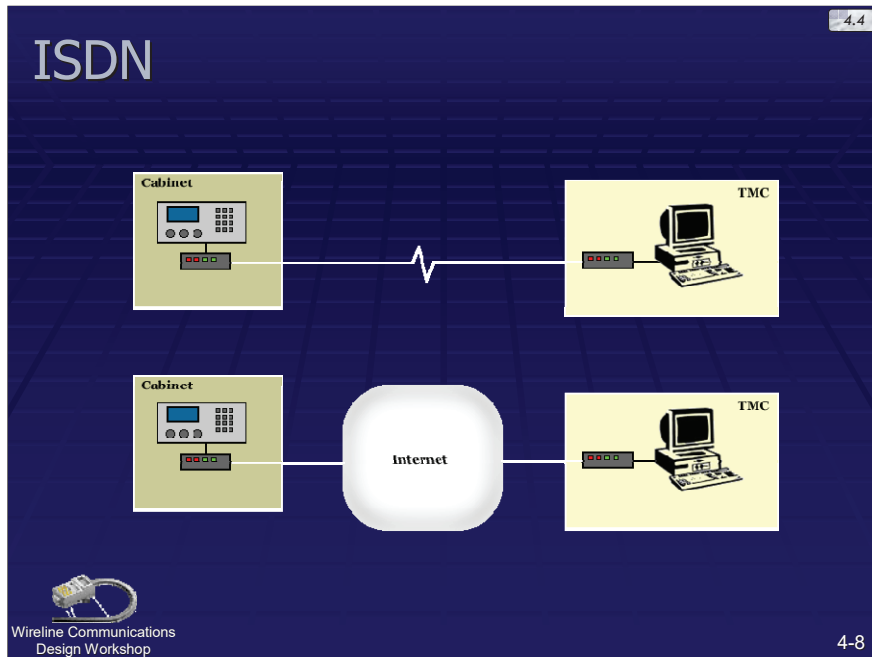 4.4
ISDN
Cabinet
TMC
Cabinet
TMC
Internet
Wireline Communications
Design Workshop
4-8